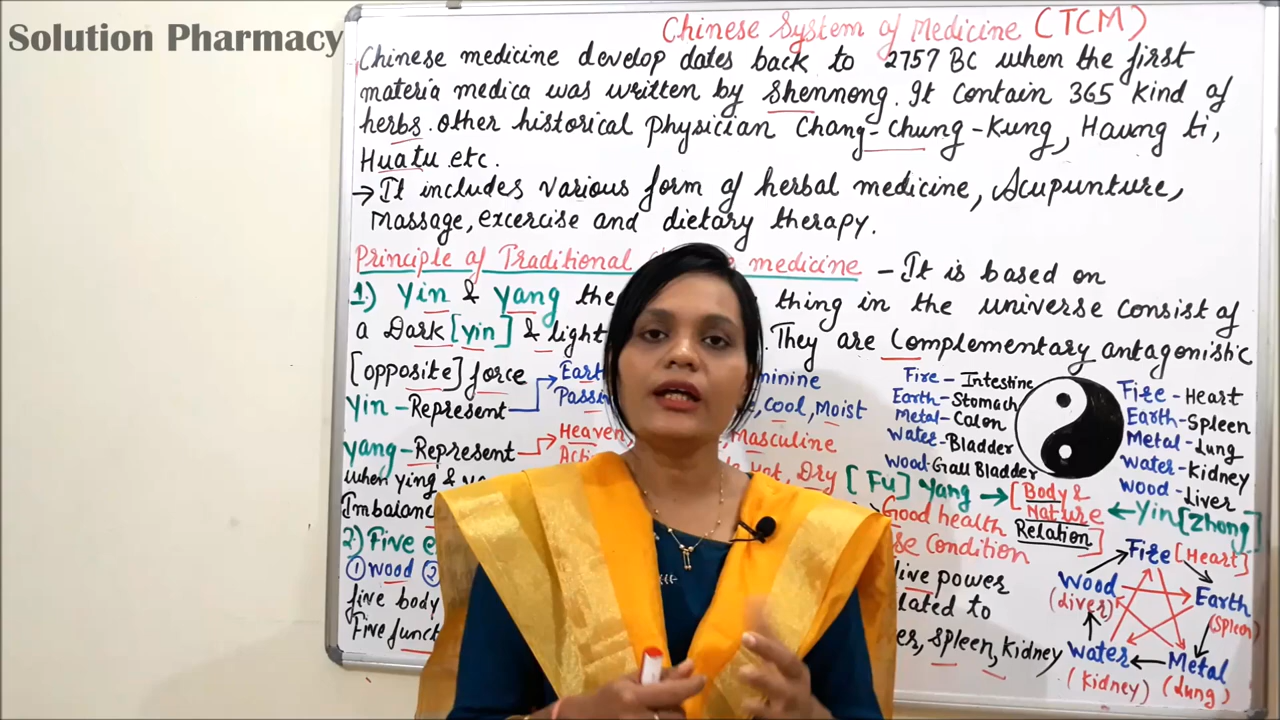 Solution Pharmacy
Chinese System of Medicine (TCM)
Chinese medicine develop dates back to 2757 BC when the first
materia medica was written by Shennong. It contain 365 kind of
herbs. other historical physician Chang-chung-Kung, Haung ti,
Huatu etc.
→ It includes various form of herbal medicine, Acupunture,
Massage, excercise and dietary therapy.
Principle of Traditional medicine - It is based on
1.) Yin & yang the thing in the universe consist of
a Dark [yin] & light . They are Complementary antagonistic
[opposite] force
Yin - Represent
cool, Moist
yang - Represent Heaven, Masculine
Hot, Dry
when ying &
Good health
Condition
2) Five
① wood ②
five body
live power
Five
spleen, kidney
Fire - Intestine
Earth - Stomach
Metal - Colon
Water - Bladder
Wood - Gall Bladder
[Fu] Yang → [Body & Nature Relation] ← Yin [Zhong]
Fire - Heart
Earth - Spleen
Metal - Lung
Water - Kidney
Wood - Liver
Fire [Heart]
Wood
(Liver)
Earth
(Spleen)
Water
(Kidney)
Metal
(Lung)